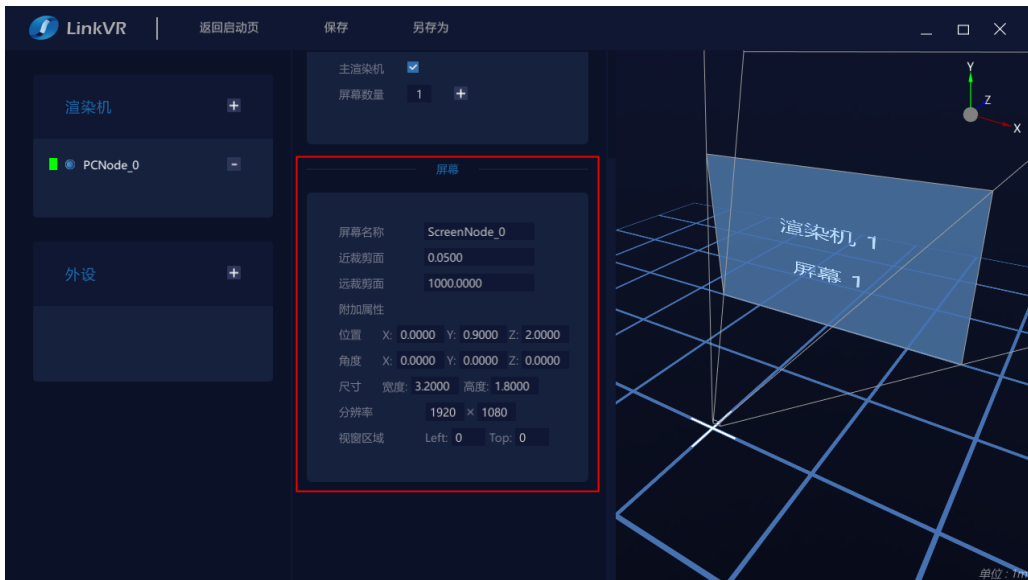 LinkVR 返回启动页 保存 另存为
渲染机 +
PCNode_0 -
外设 +
主渲染机
屏幕数量 1 +
屏幕
屏幕名称 ScreenNode_0
近裁剪面 0.0500
远裁剪面 1000.0000
附加属性
位置 X: 0.0000 Y: 0.9000 Z: 2.0000
角度 X: 0.0000 Y: 0.0000 Z: 0.0000
尺寸 宽度: 3.2000 高度: 1.8000
分辨率 1920 × 1080
视窗区域 Left: 0 Top: 0
Y
Z
X
渲染机 1
屏幕 1
单位 : 1m